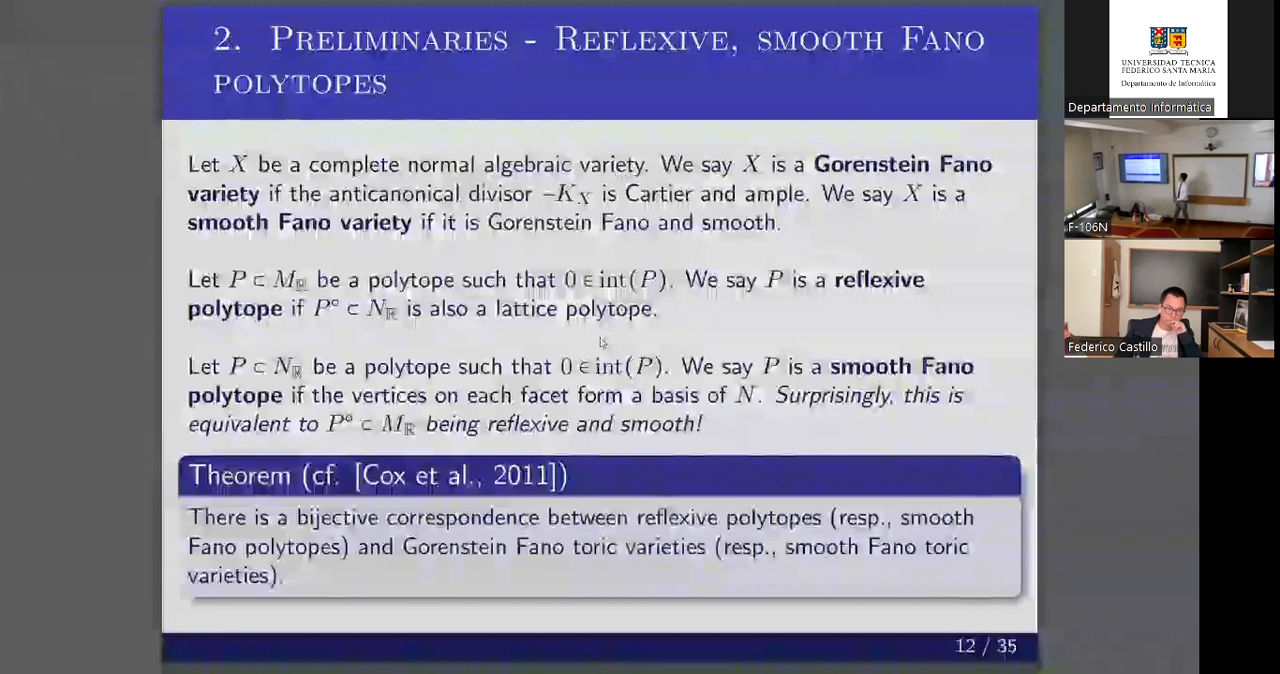 2. Preliminaries - Reflexive, smooth Fano
polytopes
Let X be a complete normal algebraic variety. We say X is a Gorenstein Fano
variety if the anticanonical divisor −K_X is Cartier and ample. We say X is a
smooth Fano variety if it is Gorenstein Fano and smooth.
Let P ⊂ M_ℝ be a polytope such that 0 ∈ int(P). We say P is a reflexive
polytope if P° ⊂ N_ℝ is also a lattice polytope.
Let P ⊂ N_ℝ be a polytope such that 0 ∈ int(P). We say P is a smooth Fano
polytope if the vertices on each facet form a basis of N. Surprisingly, this is
equivalent to P° ⊂ M_ℝ being reflexive and smooth!
Theorem (cf. [Cox et al., 2011])
There is a bijective correspondence between reflexive polytopes (resp., smooth
Fano polytopes) and Gorenstein Fano toric varieties (resp., smooth Fano toric
varieties).
12 / 35
UNIVERSIDAD TECNICA
FEDERICO SANTA MARIA
Departamento de Informática
Departamento Informática
F-106N
Federico Castillo